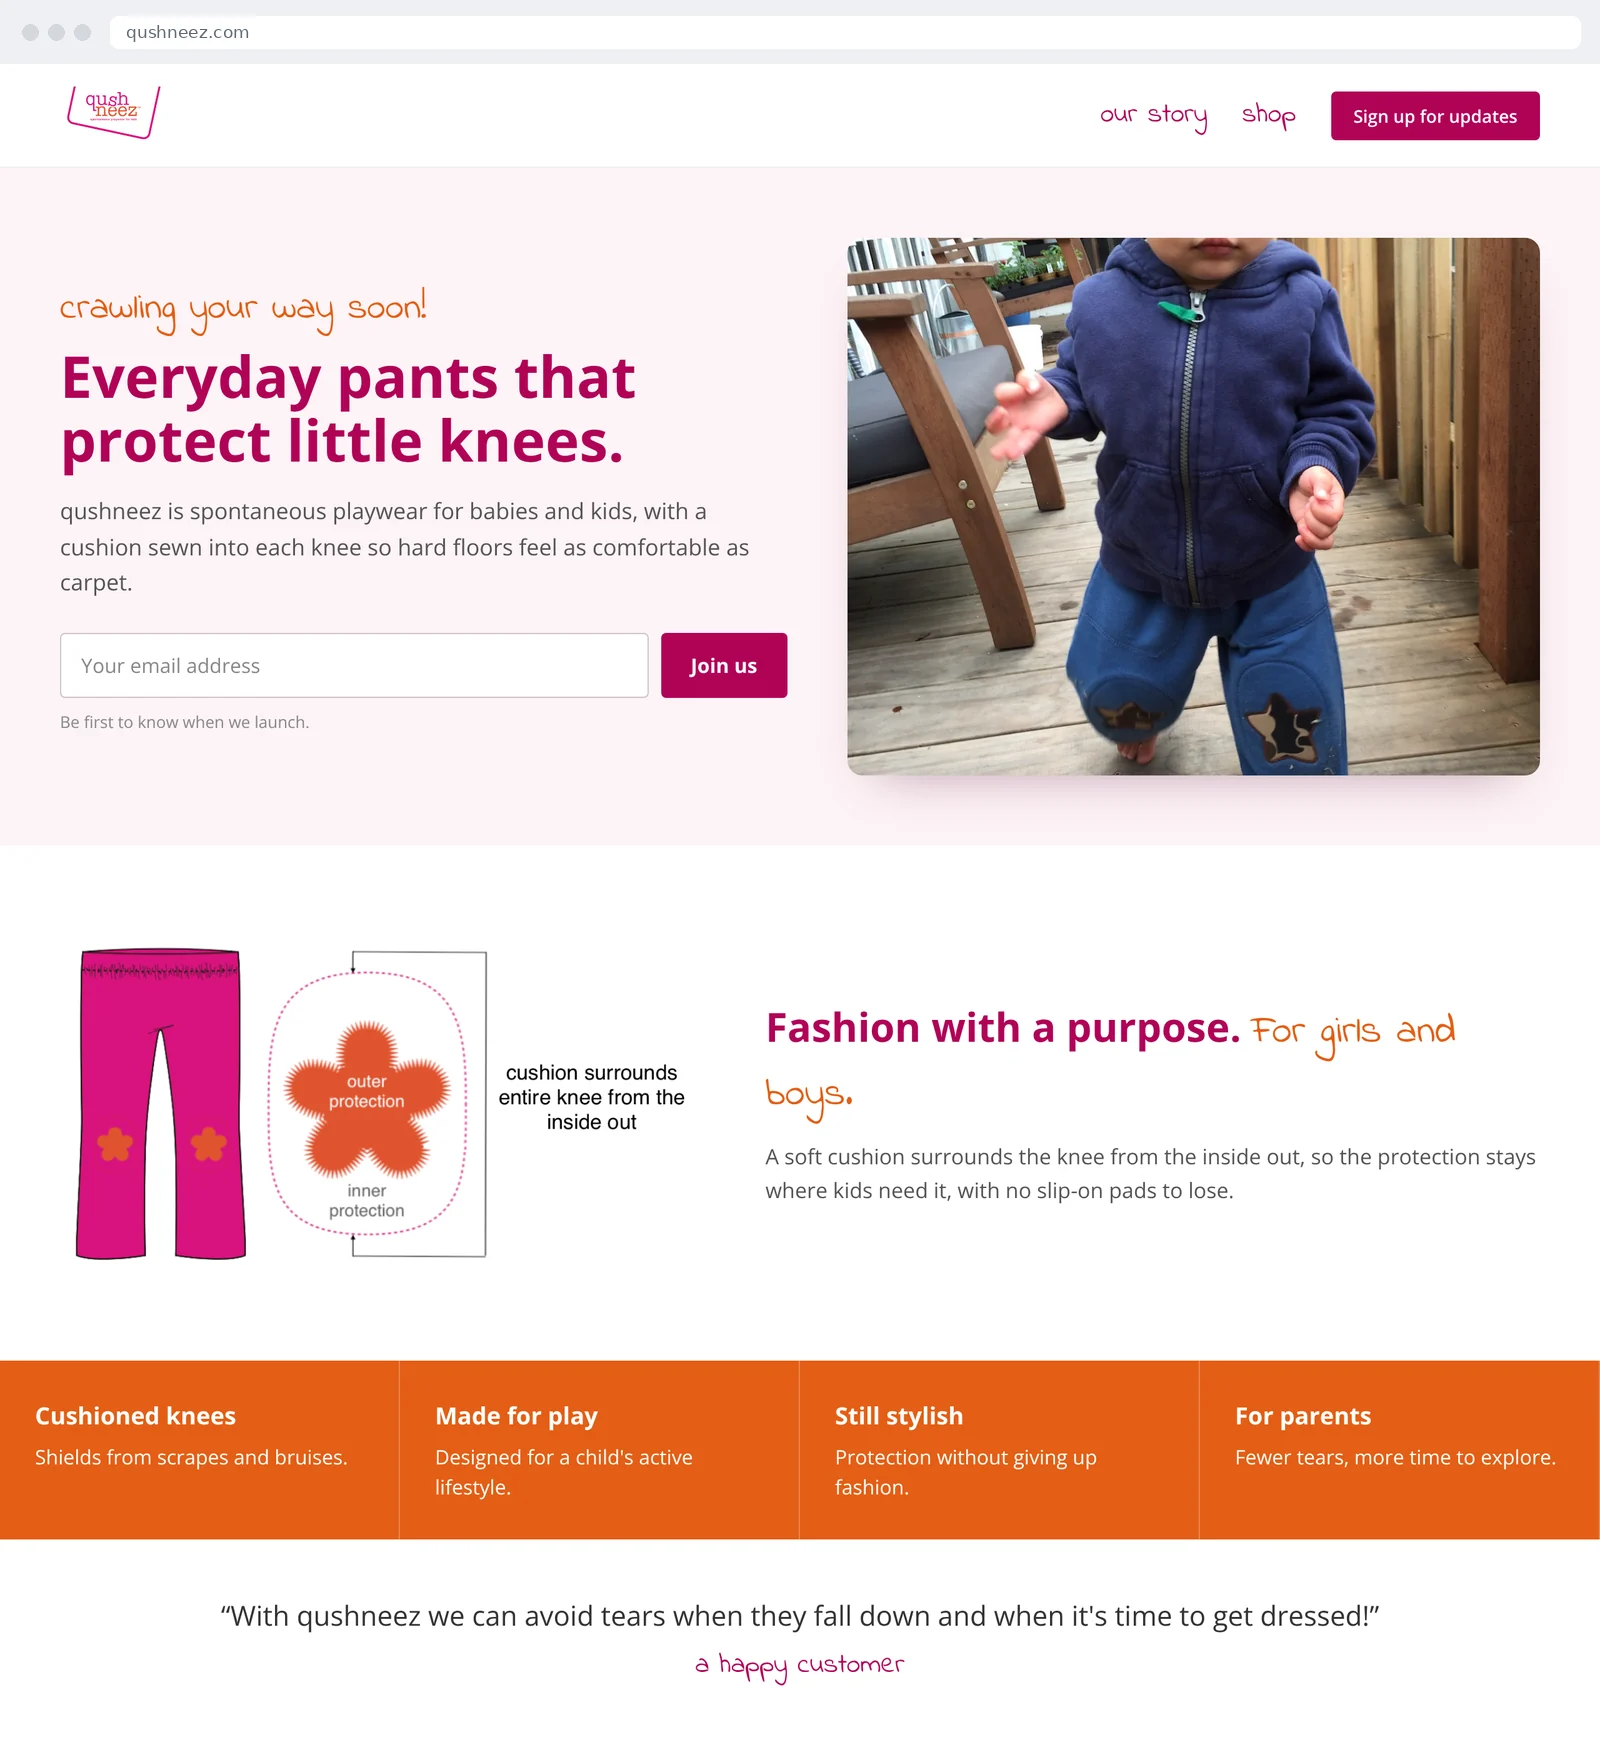 qushneez.com
qush
neez
our story
shop
Sign up for updates
crawling your way soon!
Everyday pants that
protect little knees.
qushneez is spontaneous playwear for babies and kids, with a
cushion sewn into each knee so hard floors feel as comfortable as
carpet.
Your email address
Join us
Be first to know when we launch.
outer
protection
inner
protection
cushion surrounds
entire knee from the
inside out
Fashion with a purpose. For girls and
boys.
A soft cushion surrounds the knee from the inside out, so the protection stays
where kids need it, with no slip-on pads to lose.
Cushioned knees
Shields from scrapes and bruises.
Made for play
Designed for a child's active
lifestyle.
Still stylish
Protection without giving up
fashion.
For parents
Fewer tears, more time to explore.
“With qushneez we can avoid tears when they fall down and when it's time to get dressed!”
a happy customer